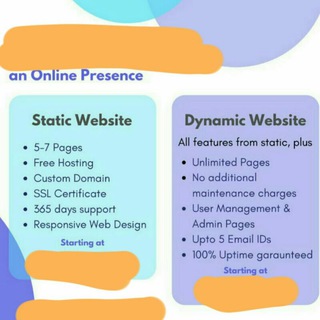 an Online Presence
Static Website
• 5-7 Pages
• Free Hosting
• Custom Domain
• SSL Certificate
• 365 days support
• Responsive Web Design
Starting at
Dynamic Website
All features from static, plus
• Unlimited Pages
• No additional
maintenance charges
• User Management &
Admin Pages
• Upto 5 Email IDs
• 100% Uptime garaunteed
Starting at